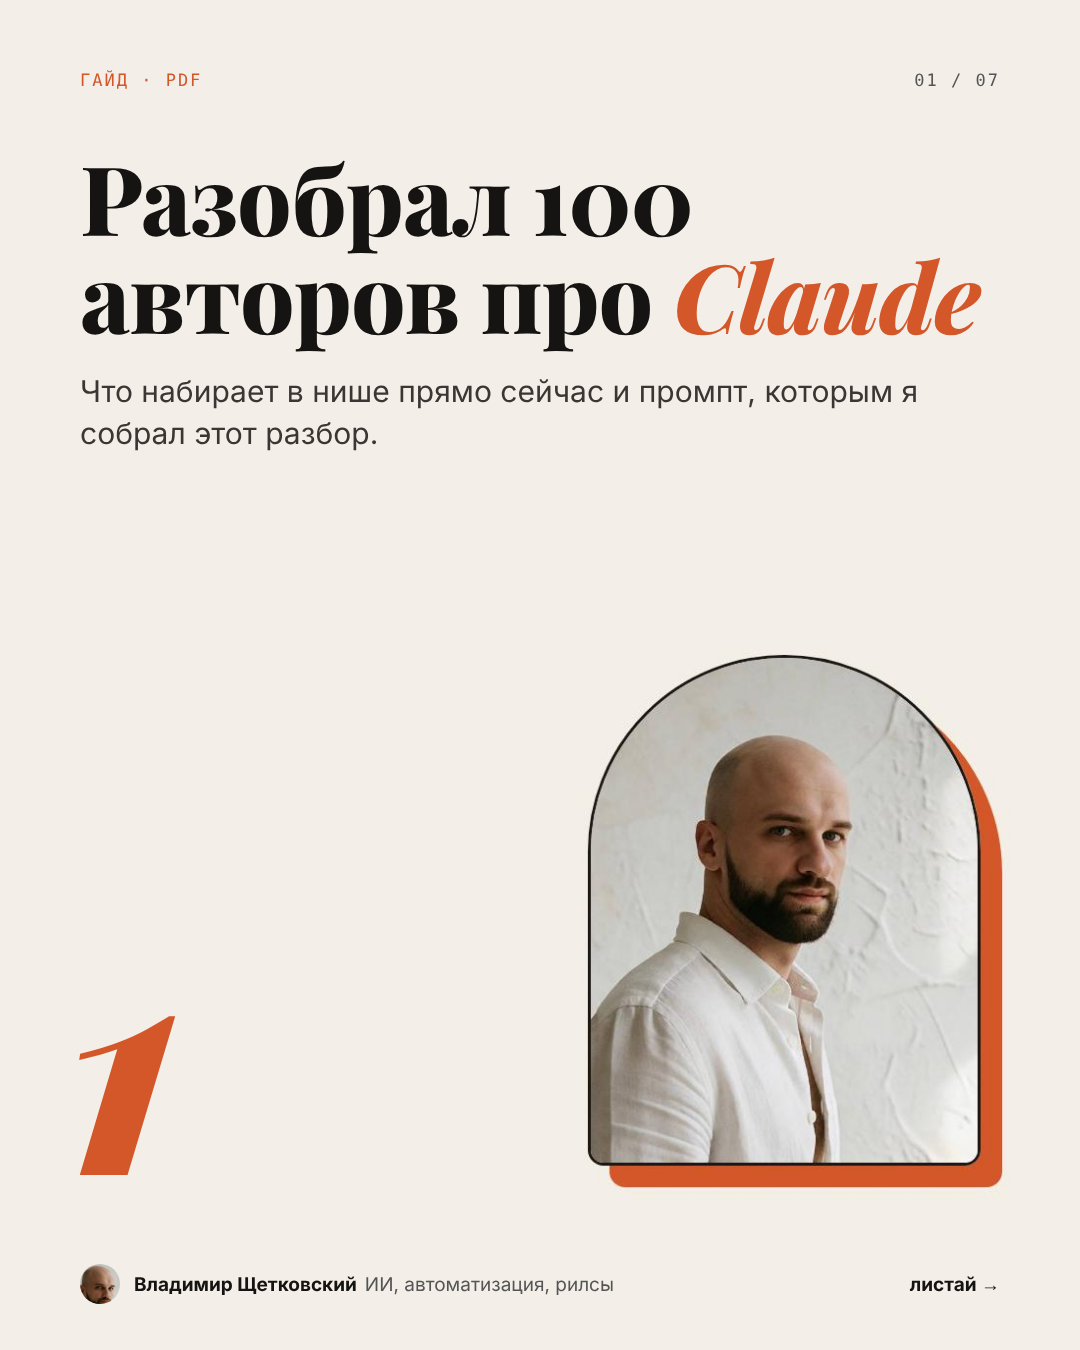 ГАЙД · PDF
01 / 07
Разобрал 100
авторов про Claude
Что набирает в нише прямо сейчас и промпт, которым я
собрал этот разбор.
1
Владимир Щетковский ИИ, автоматизация, рилсы
листай →